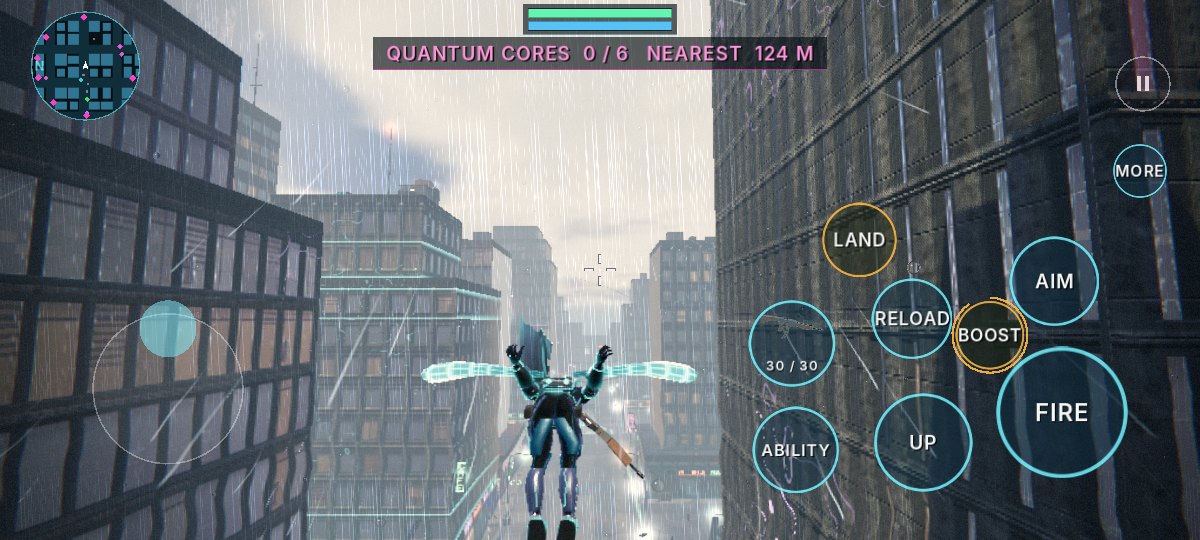 QUANTUM CORES 0 / 6 NEAREST 124 M
N
MORE
LAND
AIM
RELOAD
BOOST
30 / 30
FIRE
UP
ABILITY